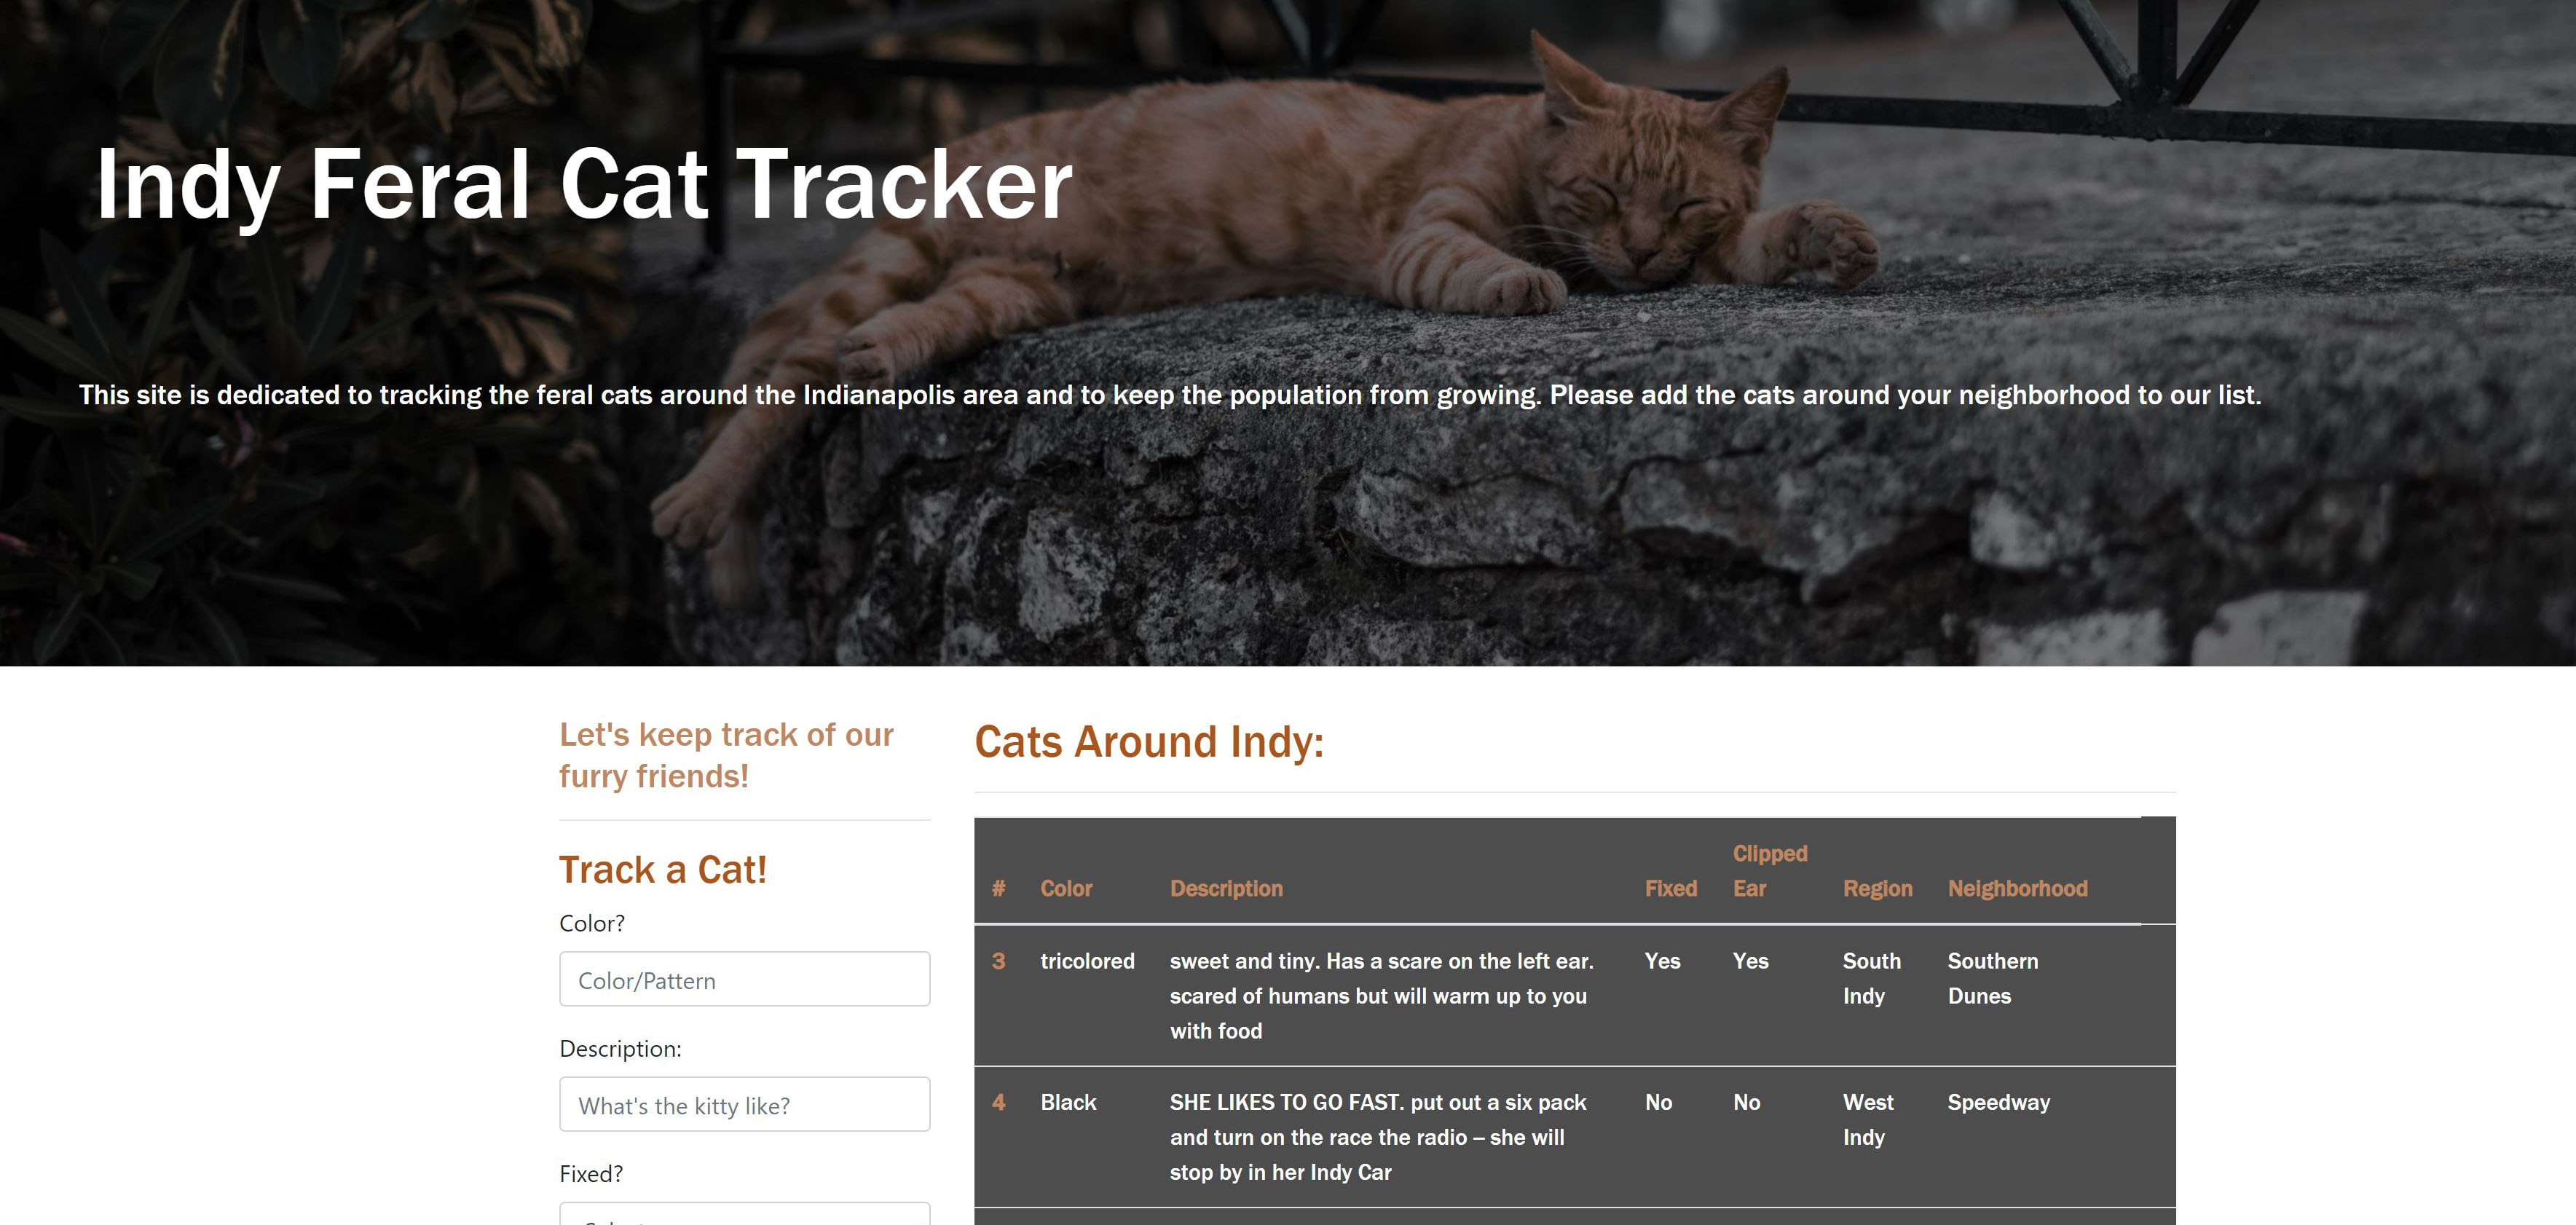 Indy Feral Cat Tracker
This site is dedicated to tracking the feral cats around the Indianapolis area and to keep the population from growing. Please add the cats around your neighborhood to our list.
Let's keep track of our
furry friends!
Track a Cat!
Color?
Color/Pattern
Description:
What's the kitty like?
Fixed?
Cats Around Indy:
# Color Description Fixed Clipped Ear Region Neighborhood
3 tricolored sweet and tiny. Has a scare on the left ear. Yes Yes South Southern
scared of humans but will warm up to you Indy Dunes
with food
4 Black SHE LIKES TO GO FAST. put out a six pack No No West Speedway
and turn on the race the radio – she will Indy
stop by in her Indy Car